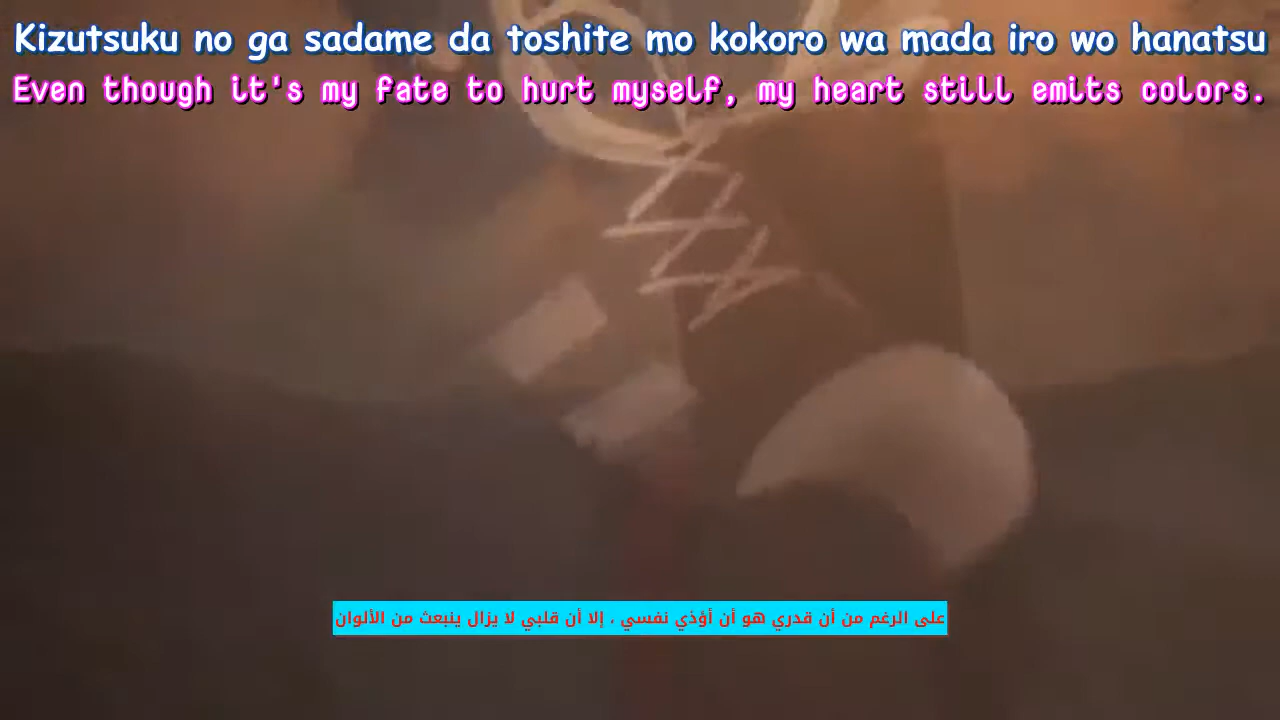 Kizutsuku no ga sadame da toshite mo kokoro wa mada iro wo hanatsu
Even though it's my fate to hurt myself, my heart still emits colors.
على الرغم من أن قدري هو أن أؤذي نفسي ، إلا أن قلبي لا يزال ينبعث من الألوان